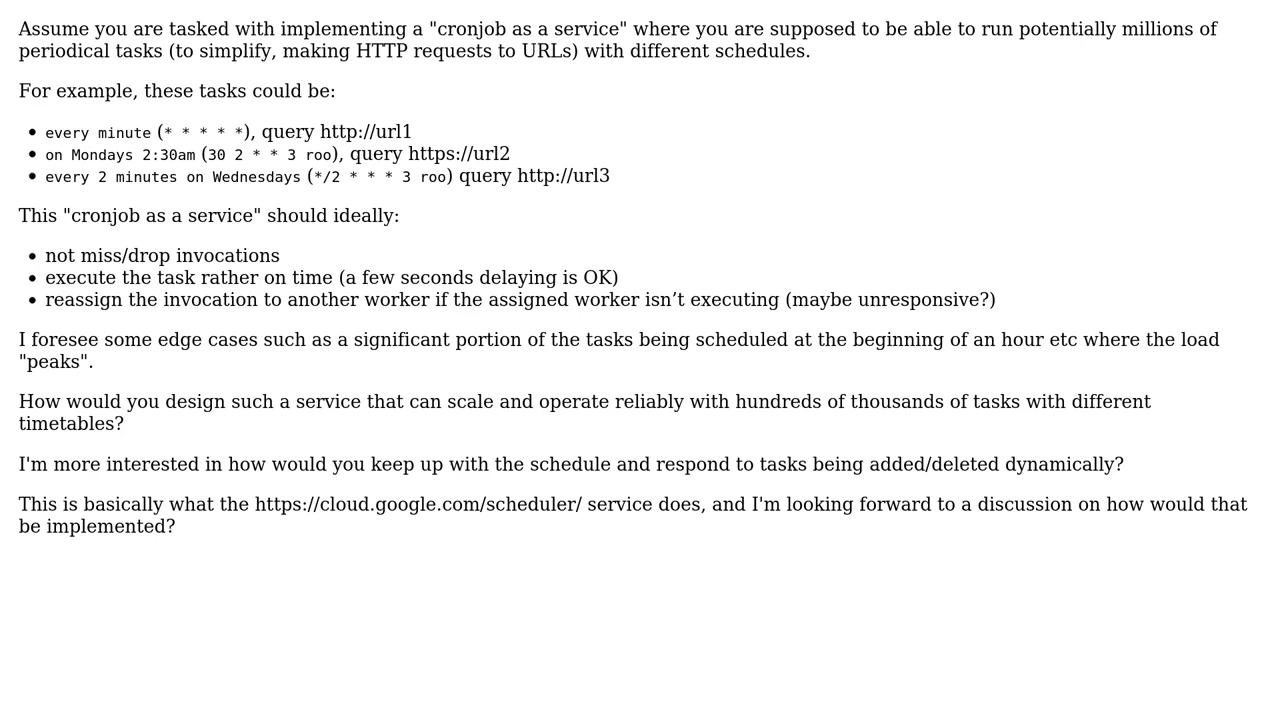 Assume you are tasked with implementing a "cronjob as a service" where you are supposed to be able to run potentially millions of
periodical tasks (to simplify, making HTTP requests to URLs) with different schedules.
For example, these tasks could be:
• every minute (* * * * *), query http://url1
• on Mondays 2:30am (30 2 * * 3 roo), query https://url2
• every 2 minutes on Wednesdays (*/2 * * * 3 roo) query http://url3
This "cronjob as a service" should ideally:
• not miss/drop invocations
• execute the task rather on time (a few seconds delaying is OK)
• reassign the invocation to another worker if the assigned worker isn’t executing (maybe unresponsive?)
I foresee some edge cases such as a significant portion of the tasks being scheduled at the beginning of an hour etc where the load
"peaks".
How would you design such a service that can scale and operate reliably with hundreds of thousands of tasks with different
timetables?
I'm more interested in how would you keep up with the schedule and respond to tasks being added/deleted dynamically?
This is basically what the https://cloud.google.com/scheduler/ service does, and I'm looking forward to a discussion on how would that
be implemented?